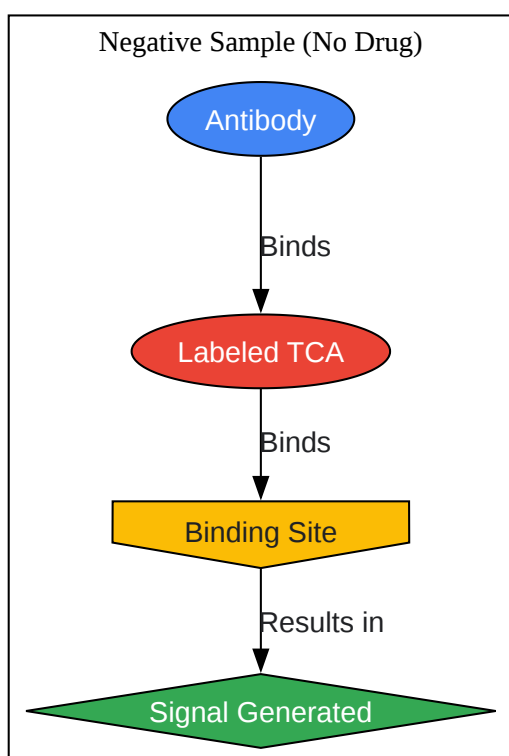 Negative Sample (No Drug)
Antibody
Binds
Labeled TCA
Binds
Binding Site
Results in
Signal Generated